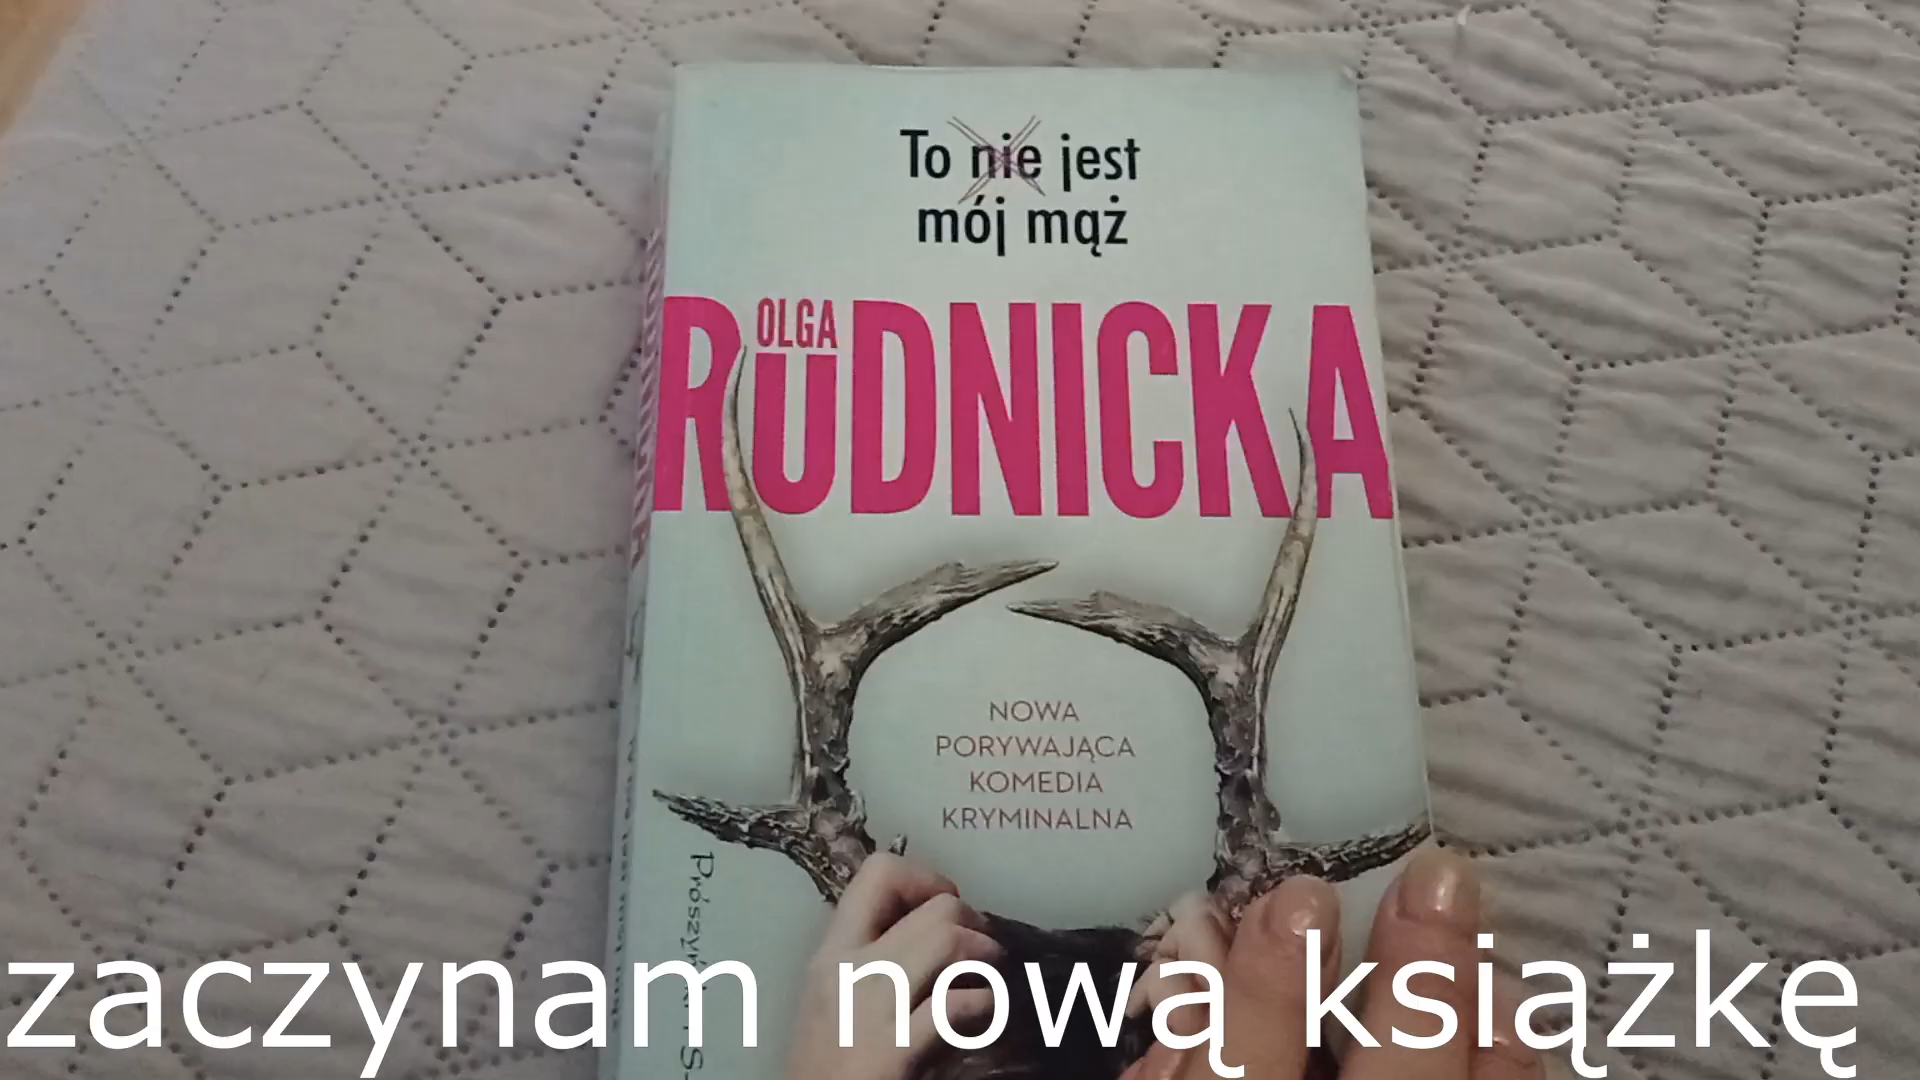 To nie jest
mój mąż
OLGA
RUDNICKA
NOWA
PORYWAJĄCA
KOMEDIA
KRYMINALNA
zaczynam nową książkę